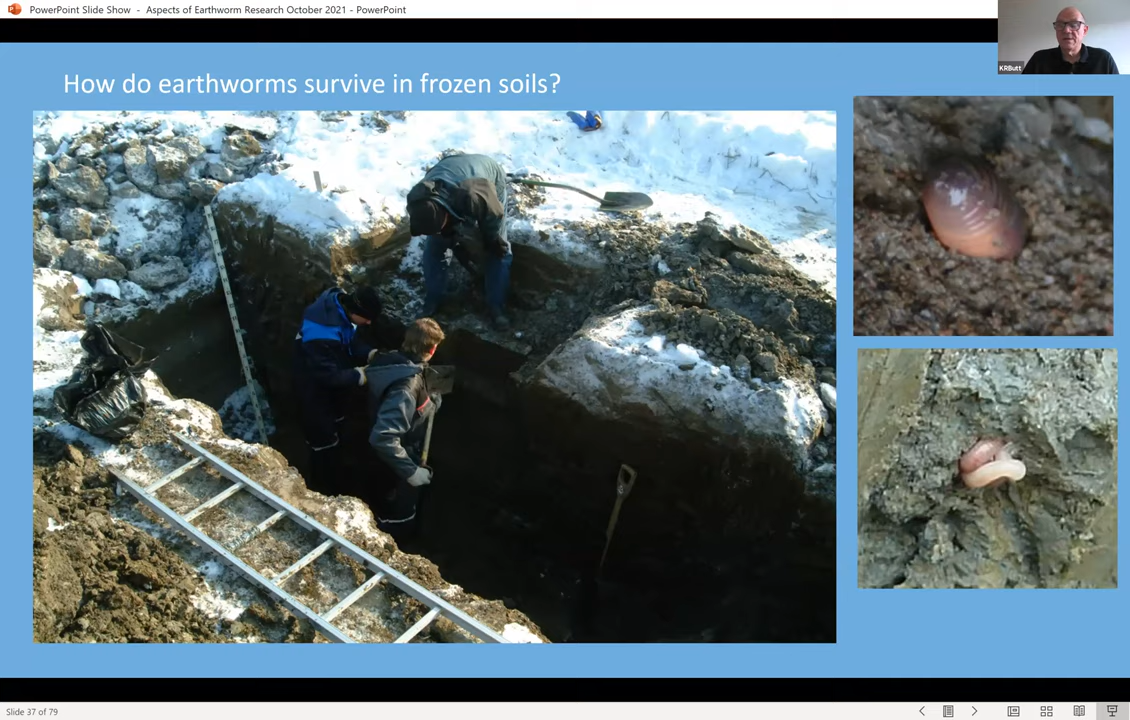 PowerPoint Slide Show - Aspects of Earthworm Research October 2021 - PowerPoint
KRButt
How do earthworms survive in frozen soils?
Slide 37 of 79